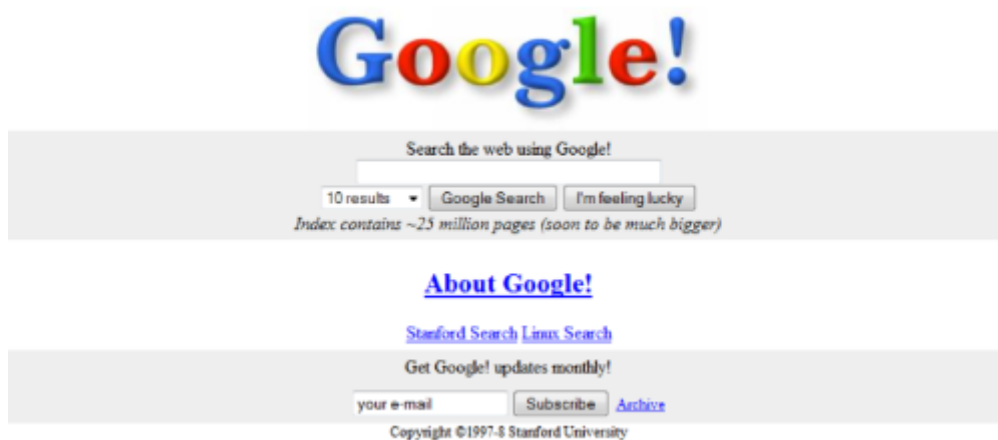 Google!
Search the web using Google!
10 results Google Search I'm feeling lucky
Index contains ~25 million pages (soon to be much bigger)
About Google!
Stanford Search Linux Search
Get Google! updates monthly!
your e-mail Subscribe Archive
Copyright ©1997-8 Stanford University